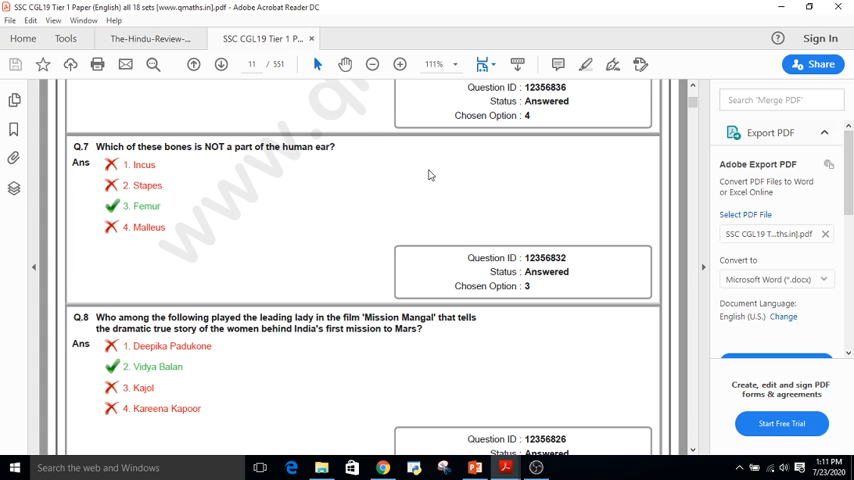 SSC CGL19 Tier 1 Paper (English) all 18 sets [www.qmaths.in].pdf - Adobe Acrobat Reader DC
File Edit View Window Help
Home Tools The-Hindu-Review-... SSC CGL19 Tier 1 P... × Sign In
11 / 551 111% Share
Question ID : 12356836
Status : Answered
Chosen Option : 4
Q.7 Which of these bones is NOT a part of the human ear?
Ans 1. Incus
2. Stapes
3. Femur
4. Malleus
Question ID : 12356832
Status : Answered
Chosen Option : 3
Q.8 Who among the following played the leading lady in the film 'Mission Mangal' that tells
the dramatic true story of the women behind India's first mission to Mars?
Ans 1. Deepika Padukone
2. Vidya Balan
3. Kajol
4. Kareena Kapoor
Question ID : 12356826
Status : Answered
www.q
Search 'Merge PDF'
Export PDF
Adobe Export PDF
Convert PDF Files to Word
or Excel Online
Select PDF File
SSC CGL19 T...ths.in].pdf
Convert to
Microsoft Word (*.docx)
Document Language:
English (U.S.) Change
Create, edit and sign PDF
forms & agreements
Start Free Trial
Search the web and Windows
1:11 PM
7/23/2020